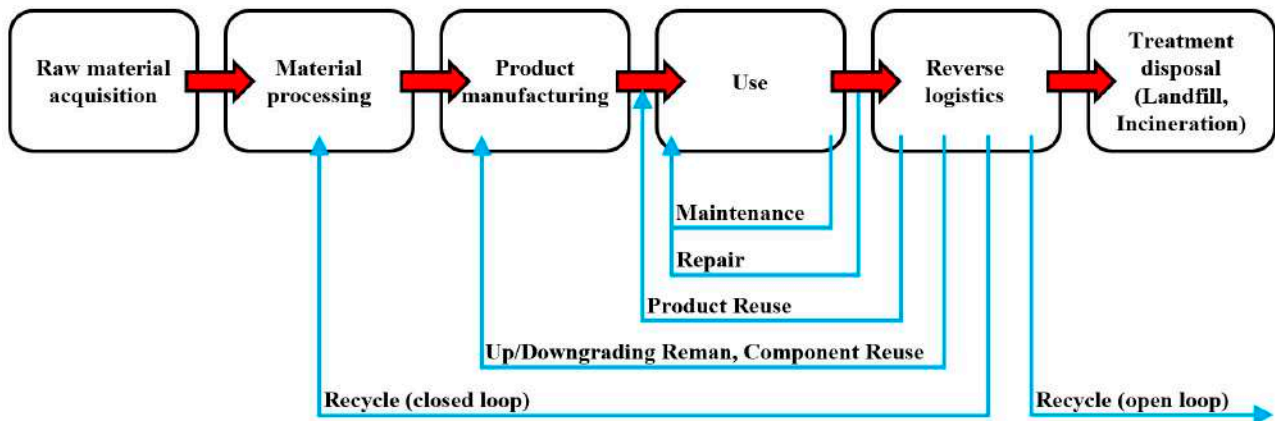 Raw material
acquisition
Material
processing
Product
manufacturing
Use
Reverse
logistics
Treatment
disposal
(Landfill,
Incineration)
Maintenance
Repair
Product Reuse
Up/Downgrading Reman, Component Reuse
Recycle (closed loop)
Recycle (open loop)